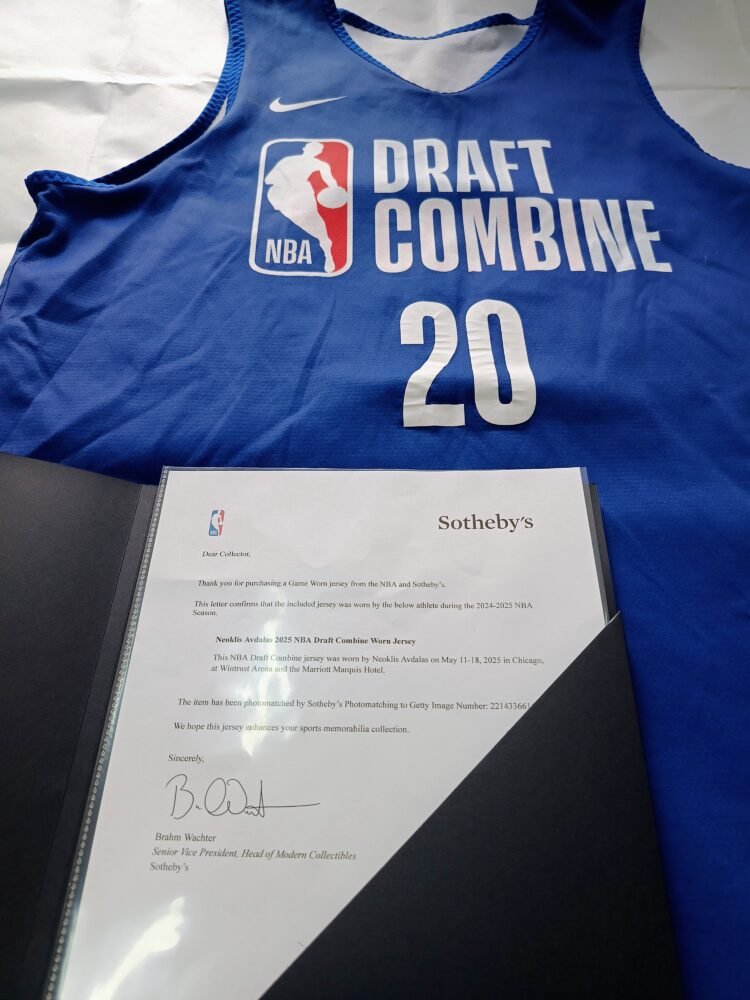 NBA
DRAFT
COMBINE
20
Sotheby's
Dear Collector,
Thank you for purchasing a Game Worn jersey from the NBA and Sotheby's.
This letter confirms that the included jersey was worn by the below athlete during the 2024-2025 NBA
Season.
Neoklis Avdalas 2025 NBA Draft Combine Worn Jersey
This NBA Draft Combine jersey was worn by Neoklis Avdalas on May 11-18, 2025 in Chicago,
at Wintrust Arena and the Marriott Marquis Hotel.
The item has been photomatched by Sotheby's Photomatching to Getty Image Number: 221433661
We hope this jersey enhances your sports memorabilia collection.
Sincerely,
Brahm Wachter
Senior Vice President, Head of Modern Collectibles
Sotheby's